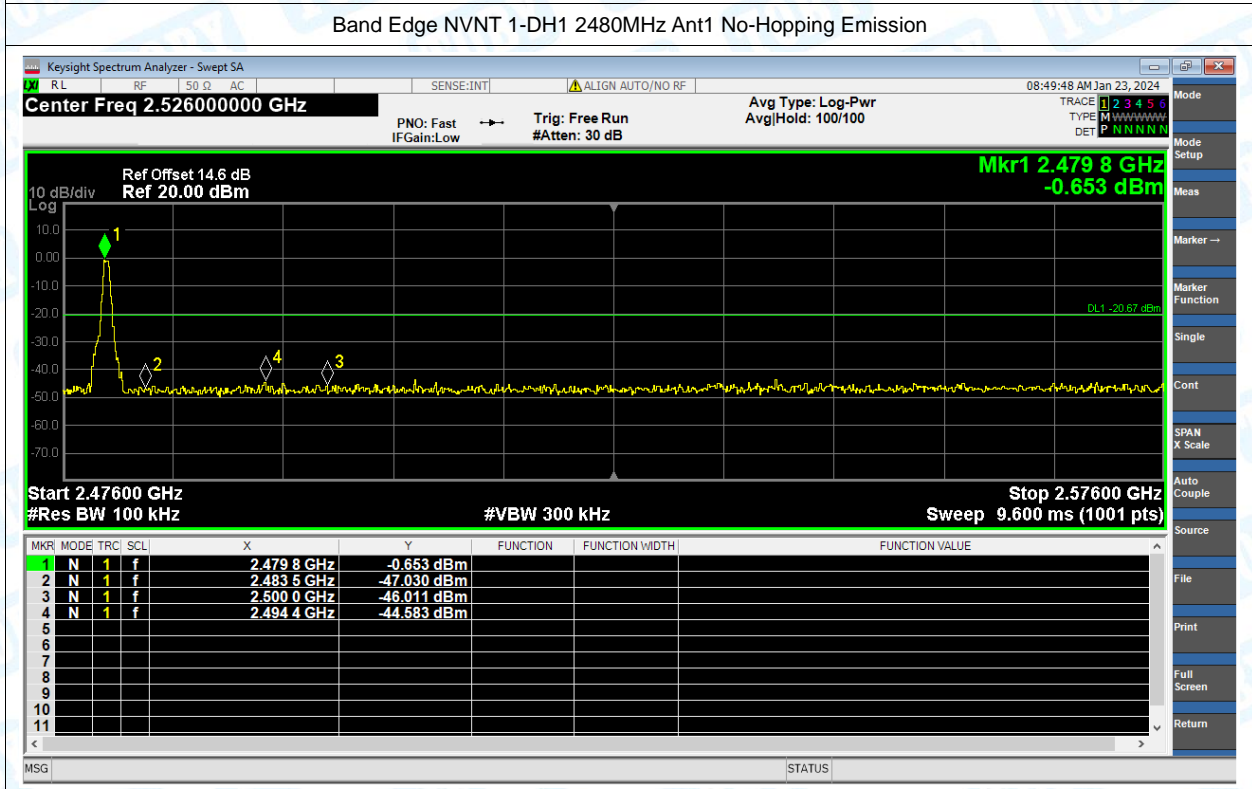 Band Edge NVNT 1-DH1 2480MHz Ant1 No-Hopping Emission
Keysight Spectrum Analyzer - Swept SA
LXI RL RF 50 Ω AC SENSE:INT ALIGN AUTO/NO RF 08:49:48 AM Jan 23, 2024
Center Freq 2.526000000 GHz
PNO: Fast
IFGain:Low
Trig: Free Run
#Atten: 30 dB
Avg Type: Log-Pwr
Avg|Hold: 100/100
TRACE 1 2 3 4 5 6
TYPE M W W W W W
DET P N N N N N
Mkr1 2.479 8 GHz
-0.653 dBm
Ref Offset 14.6 dB
10 dB/div Ref 20.00 dBm
Log
10.0
0.00
-10.0
-20.0
-30.0
-40.0
-50.0
-60.0
-70.0
1
2
4
3
DL1 -20.67 dBm
Start 2.47600 GHz Stop 2.57600 GHz
#Res BW 100 kHz #VBW 300 kHz Sweep 9.600 ms (1001 pts)
MKR MODE TRC SCL X Y FUNCTION FUNCTION WIDTH FUNCTION VALUE
1 N 1 f 2.479 8 GHz -0.653 dBm
2 N 1 f 2.483 5 GHz -47.030 dBm
3 N 1 f 2.500 0 GHz -46.011 dBm
4 N 1 f 2.494 4 GHz -44.583 dBm
5
6
7
8
9
10
11
MSG STATUS
Mode
Mode
Setup
Meas
Marker →
Marker
Function
Single
Cont
SPAN
X Scale
Auto
Couple
Source
File
Print
Full
Screen
Return